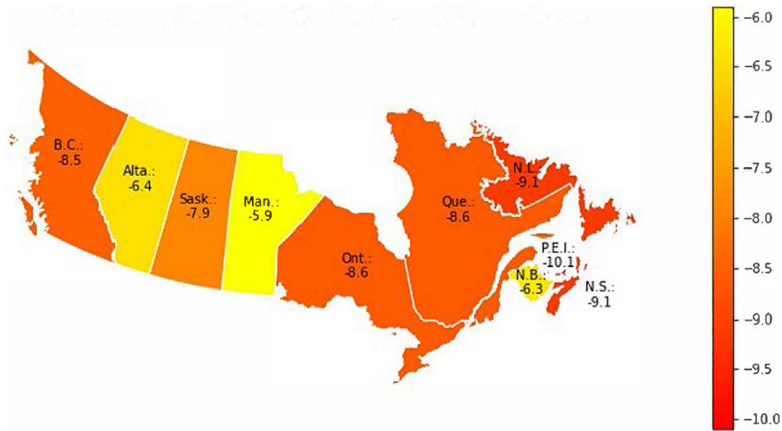 B.C.:
-8.5
Alta.:
-6.4
Sask.:
-7.9
Man.:
-5.9
Ont.:
-8.6
Que.:
-8.6
N.L.:
-9.1
P.E.I.:
-10.1
N.B.:
-6.3
N.S.:
-9.1
-6.0
-6.5
-7.0
-7.5
-8.0
-8.5
-9.0
-9.5
-10.0